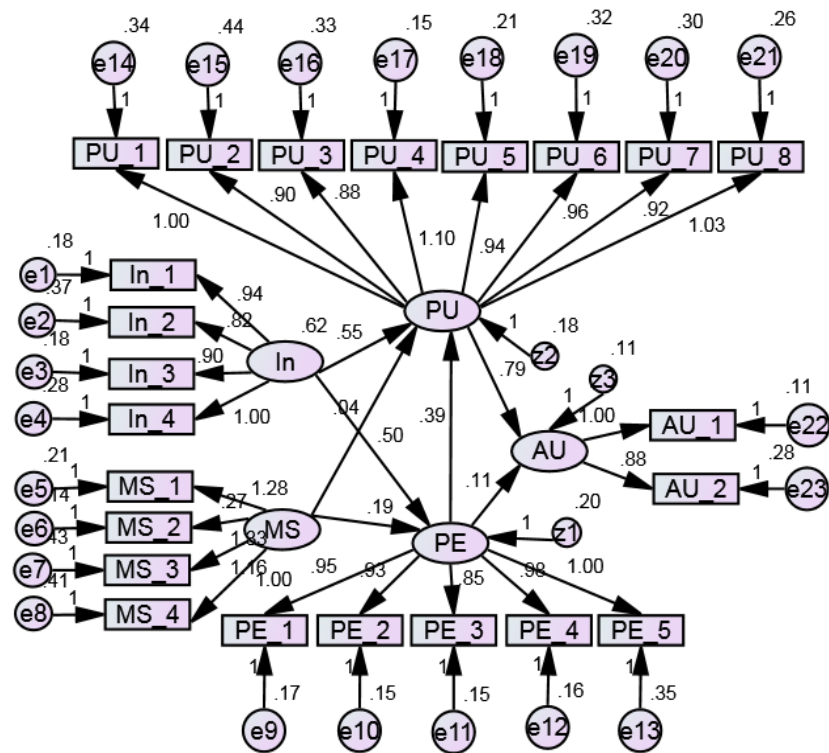 .34 .44 .33 .15 .21 .32 .30 .26
e14 e15 e16 e17 e18 e19 e20 e21
1 1 1 1 1 1 1 1
PU_1 PU_2 PU_3 PU_4 PU_5 PU_6 PU_7 PU_8
1.00 .90 .88 1.10 .94 .96 .92 1.03
.18
e1 1 In_1 .94
.37
e2 1 In_2 .82
.18
e3 1 In_3 .90
.28
e4 1 In_4 1.00
.62
In
.55
.04
.50
PU
1 z2 .18
.79
.39
.11
z3
1
AU
1.00 AU_1 1 e22 .11
.88 AU_2 1 e23 .28
.11
.21
e5 1 MS_1 1.28
.14
e6 1 MS_2
.27
MS
.19
.43
e7 1 MS_3 1.33
.41
e8 1 MS_4 1.16
1.00
PE
1 z1 .20
.95 .93 .85 .98 1.00
PE_1 PE_2 PE_3 PE_4 PE_5
1 1 1 1 1
.17 .15 .15 .16 .35
e9 e10 e11 e12 e13